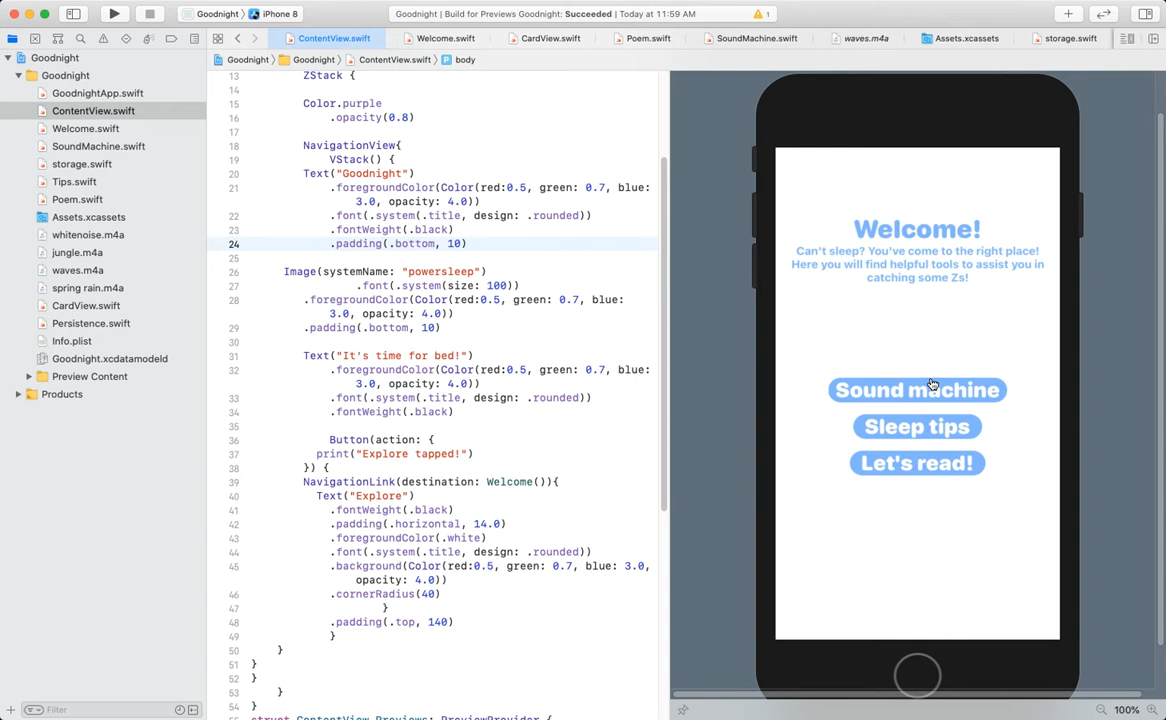 Goodnight iPhone 8
Goodnight | Build for Previews Goodnight: Succeeded | Today at 11:59 AM
1
ContentView.swift
Welcome.swift
CardView.swift
Poem.swift
SoundMachine.swift
waves.m4a
Assets.xcassets
storage.swift
Goodnight
Goodnight
GoodnightApp.swift
ContentView.swift
Welcome.swift
SoundMachine.swift
storage.swift
Tips.swift
Poem.swift
Assets.xcassets
whitenoise.m4a
jungle.m4a
waves.m4a
spring rain.m4a
CardView.swift
Persistence.swift
Info.plist
Goodnight.xcdatamodeld
Preview Content
Products
Filter
Goodnight Goodnight ContentView.swift P body
13 ZStack {
14
15 Color.purple
16 .opacity(0.8)
17
18 NavigationView{
19 VStack() {
20 Text("Goodnight")
21 .foregroundColor(Color(red:0.5, green: 0.7, blue:
3.0, opacity: 4.0))
22 .font(.system(.title, design: .rounded))
23 .fontWeight(.black)
24 .padding(.bottom, 10)
25
26 Image(systemName: "powersleep")
27 .font(.system(size: 100))
28 .foregroundColor(Color(red:0.5, green: 0.7, blue:
3.0, opacity: 4.0))
29 .padding(.bottom, 10)
30
31 Text("It's time for bed!")
32 .foregroundColor(Color(red:0.5, green: 0.7, blue:
3.0, opacity: 4.0))
33 .font(.system(.title, design: .rounded))
34 .fontWeight(.black)
35
36 Button(action: {
37 print("Explore tapped!")
38 }) {
39 NavigationLink(destination: Welcome()){
40 Text("Explore")
41 .fontWeight(.black)
42 .padding(.horizontal, 14.0)
43 .foregroundColor(.white)
44 .font(.system(.title, design: .rounded))
45 .background(Color(red:0.5, green: 0.7, blue: 3.0,
opacity: 4.0))
46 .cornerRadius(40)
47 }
48 .padding(.top, 140)
49 }
50 }
51 }
52 }
53 }
54 }
struct ContentView_Previews: PreviewProvider {
Welcome!
Can't sleep? You've come to the right place!
Here you will find helpful tools to assist you in
catching some Zs!
Sound machine
Sleep tips
Let's read!
100%